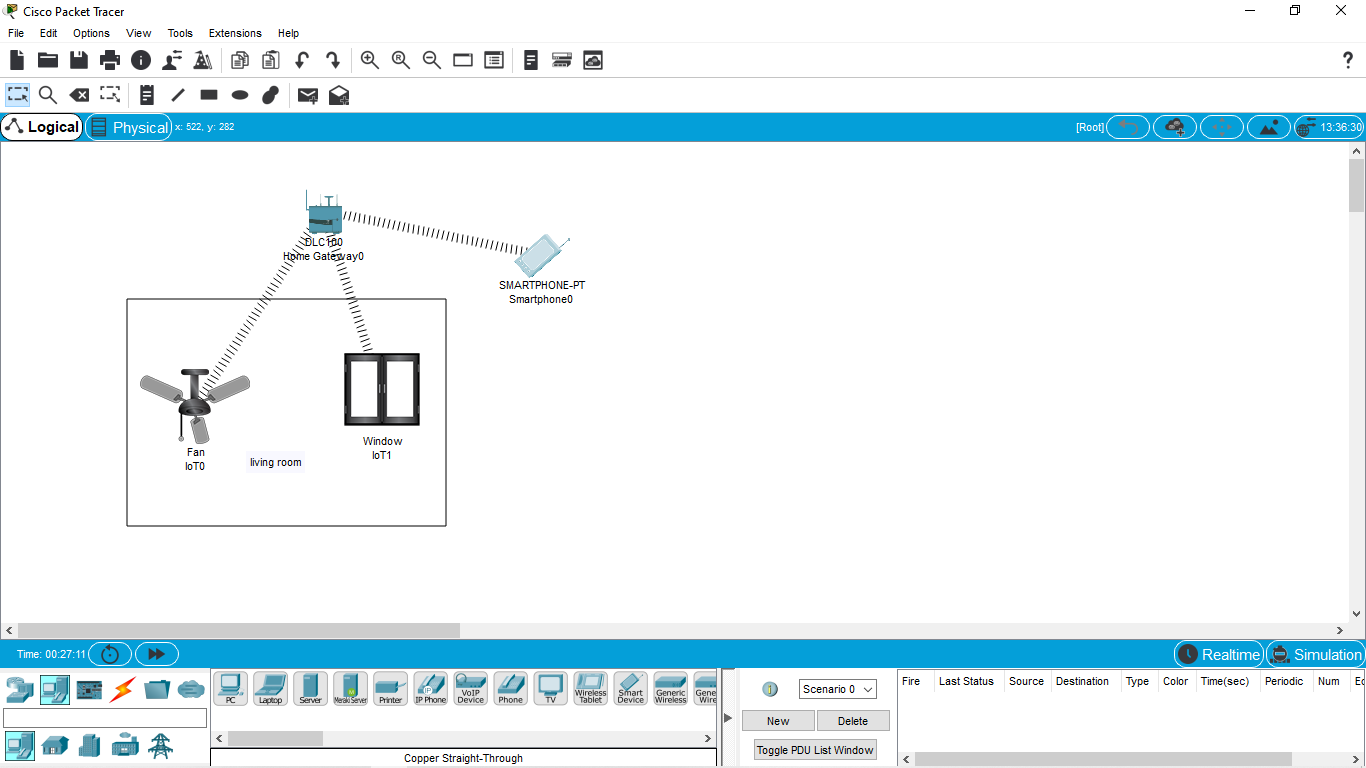 Cisco Packet Tracer
File Edit Options View Tools Extensions Help
Logical Physical x: 522, y: 282 [Root] 13:36:30
DLC100
Home Gateway0
SMARTPHONE-PT
Smartphone0
Fan
IoT0
Window
IoT1
living room
Time: 00:27:11 Realtime Simulation
PC Laptop Server Meraki Server Printer IP Phone VoIP Device Phone TV Wireless Tablet Smart Device Generic Wireless
Copper Straight-Through
Scenario 0
New Delete
Toggle PDU List Window
Fire Last Status Source Destination Type Color Time(sec) Periodic Num